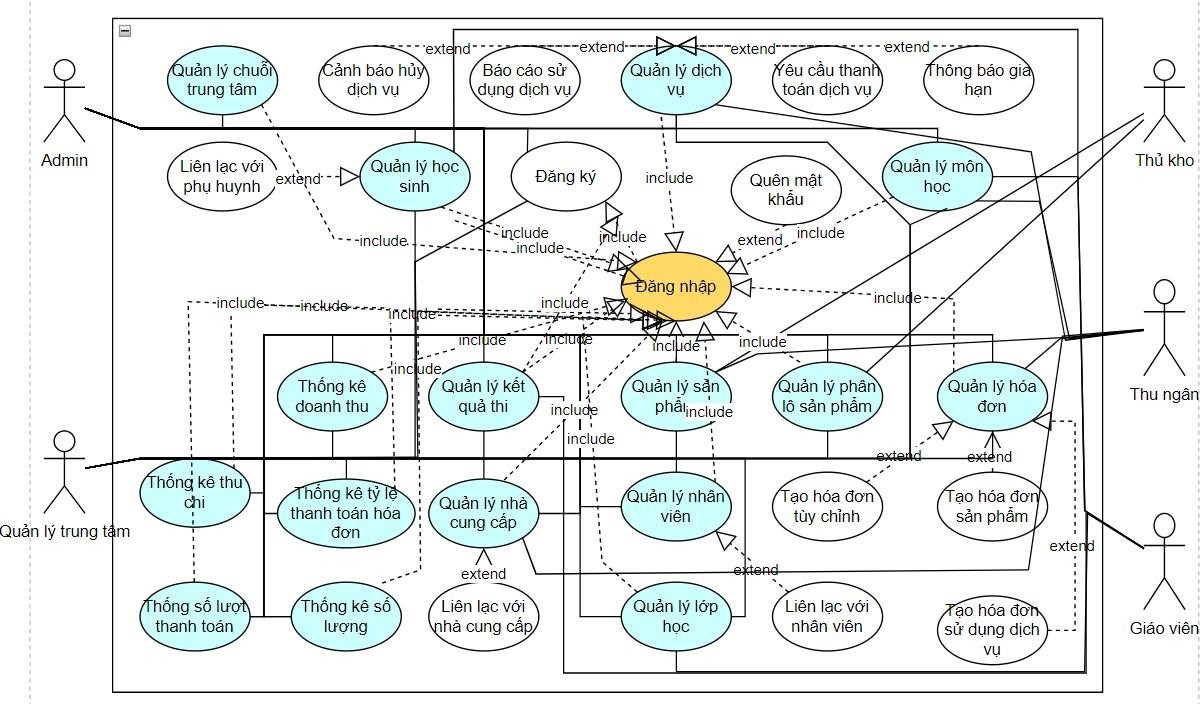 extend
extend
extend
extend
Quản lý chuỗi
trung tâm
Cảnh báo hủy
dịch vụ
Báo cáo sử
dụng dịch vụ
Quản lý dịch
vụ
Yêu cầu thanh
toán dịch vụ
Thông báo gia
hạn
Admin
Thủ kho
Liên lạc với
phụ huynh
extend
Quản lý học
sinh
Đăng ký
include
Quên mật
khẩu
Quản lý môn
học
include
include
include
include
extend
include
Đăng nhập
include
include
include
include
include
include
include
include
include
include
include
Thống kê
doanh thu
Quản lý kết
quả thi
Quản lý sản
phẩm
include
Quản lý phân
lô sản phẩm
Quản lý hóa
đơn
Thu ngân
include
include
extend
extend
Thống kê thu
chi
Thống kê tỷ lệ
thanh toán hóa
đơn
Quản lý nhà
cung cấp
Quản lý nhân
viên
Tạo hóa đơn
tùy chỉnh
Tạo hóa đơn
sản phẩm
Quản lý trung tâm
extend
extend
extend
Thống số lượt
thanh toán
Thống kê số
lượng
Liên lạc với
nhà cung cấp
Quản lý lớp
học
Liên lạc với
nhân viên
Tạo hóa đơn
sử dụng dịch
vụ
Giáo viên